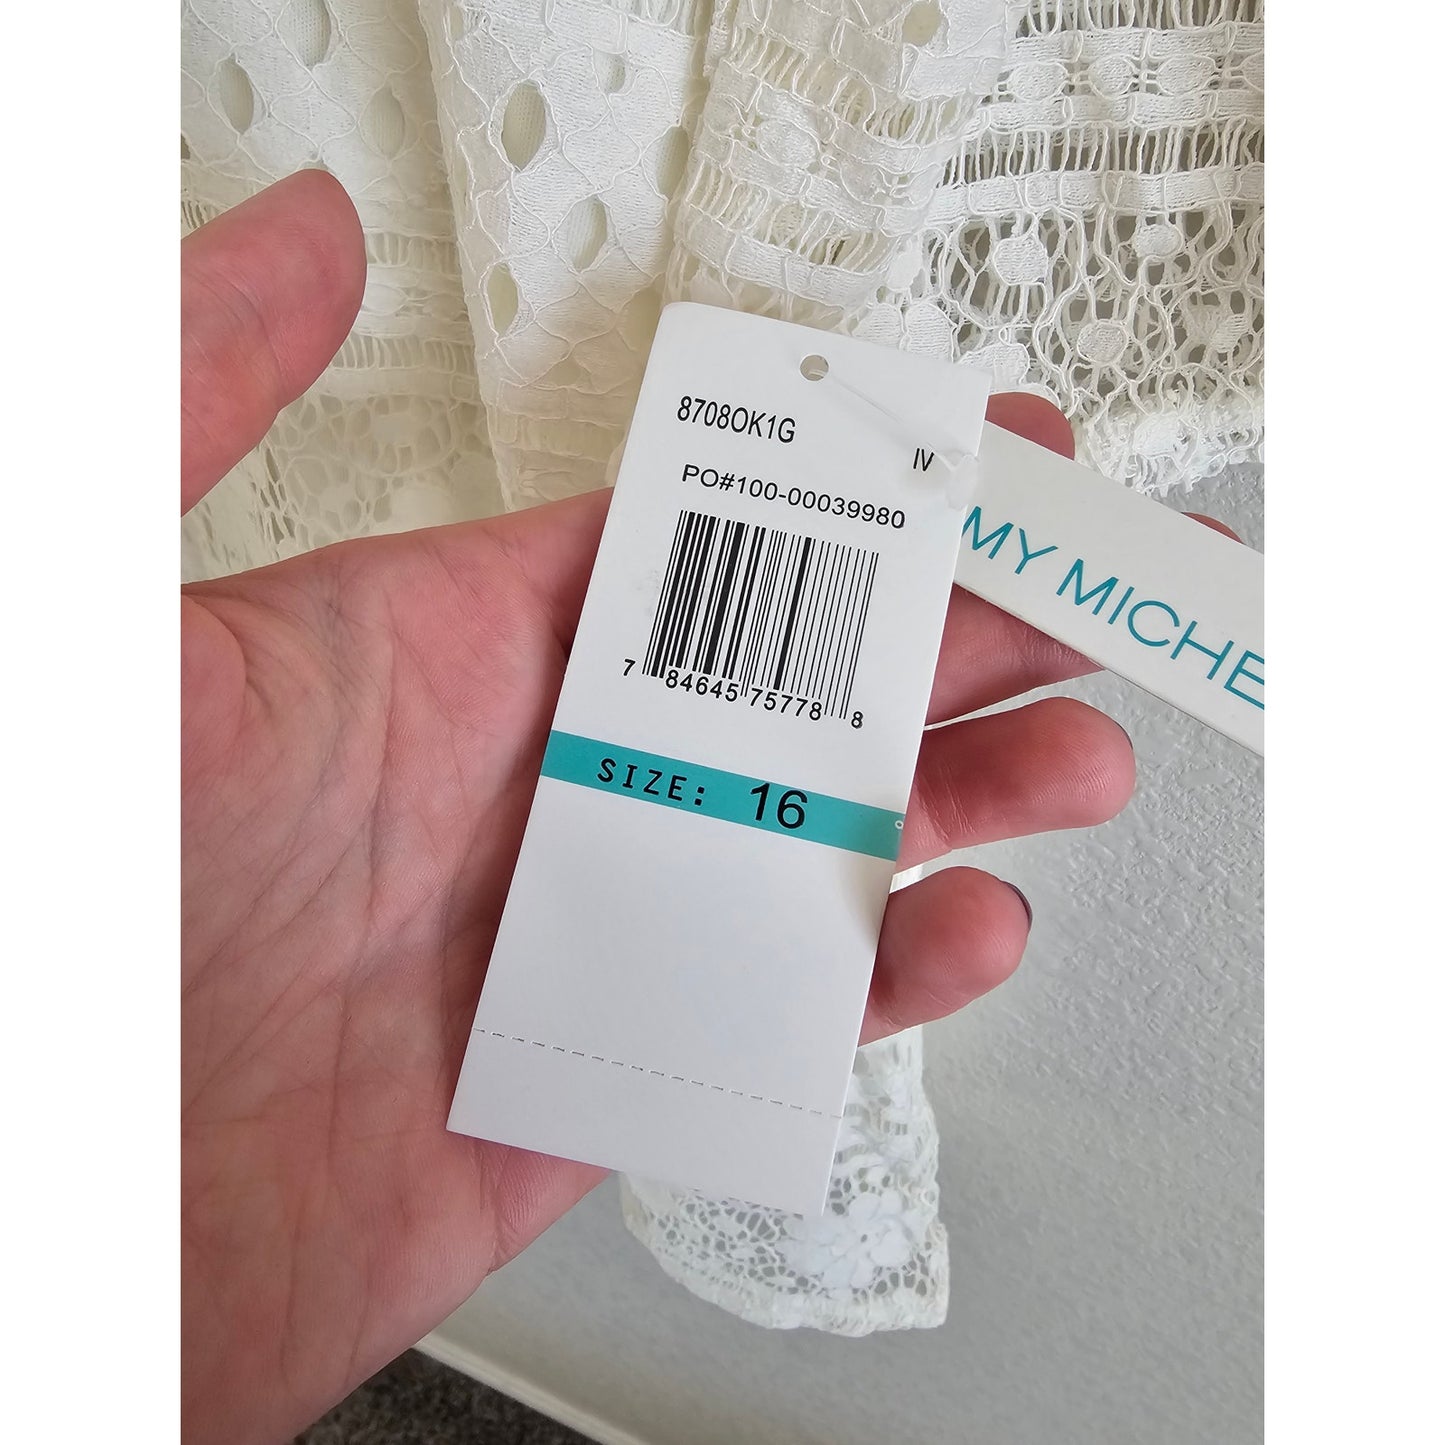 8708OK1G
IV
PO#100-00039980
7 84645 75778 8
SIZE: 16
MY MICHE